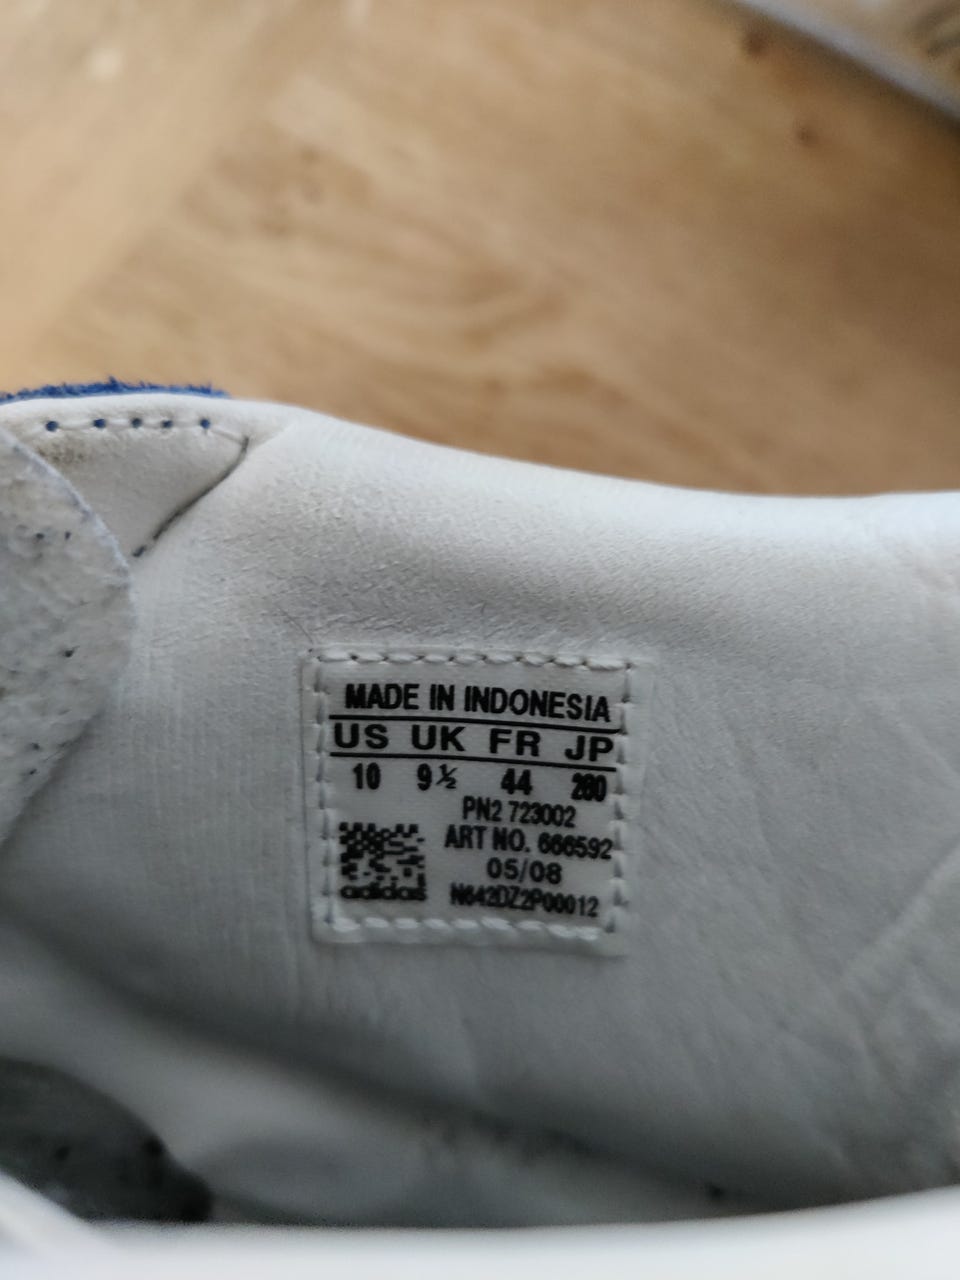 MADE IN INDONESIA
US UK FR JP
10 9½ 44 280
PN2 723002
ART NO. 666592
05/08
adidas N642DZ2P00012